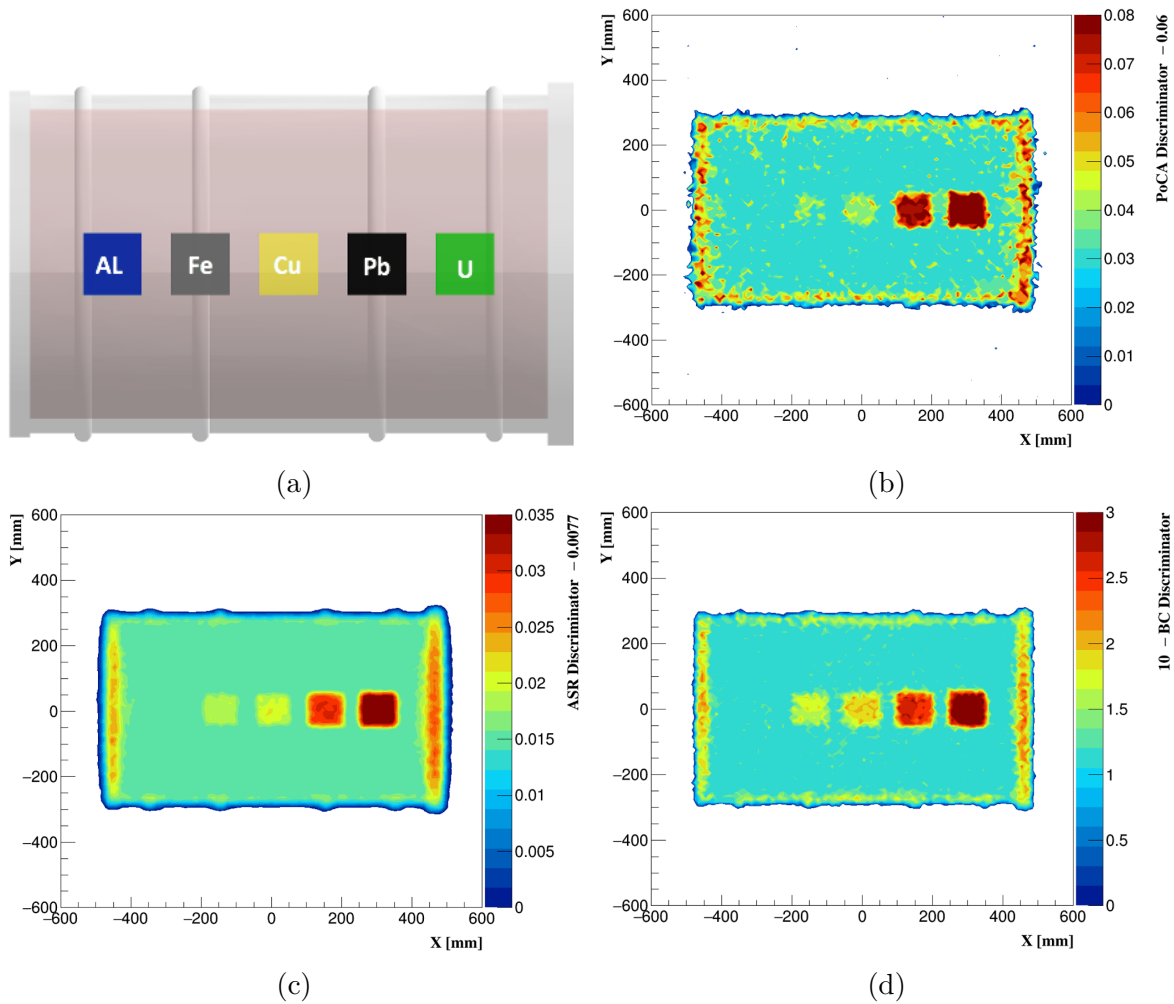 AL Fe Cu Pb U
(a)
Y [mm]
600
400
200
0
−200
−400
−600
−600 −400 −200 0 200 400 600
X [mm]
0.08
0.07
0.06
0.05
0.04
0.03
0.02
0.01
0
PoCA Discriminator − 0.06
(b)
Y [mm]
600
400
200
0
−200
−400
−600
−600 −400 −200 0 200 400 600
X [mm]
0.035
0.03
0.025
0.02
0.015
0.01
0.005
0
ASR Discriminator − 0.0077
(c)
Y [mm]
600
400
200
0
−200
−400
−600
−600 −400 −200 0 200 400 600
X [mm]
3
2.5
2
1.5
1
0.5
0
10 − BC Discriminator
(d)